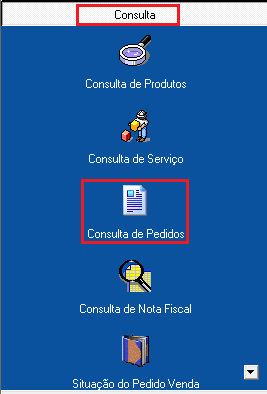 Consulta
Consulta de Produtos
Consulta de Serviço
Consulta de Pedidos
Consulta de Nota Fiscal
Situação do Pedido Venda